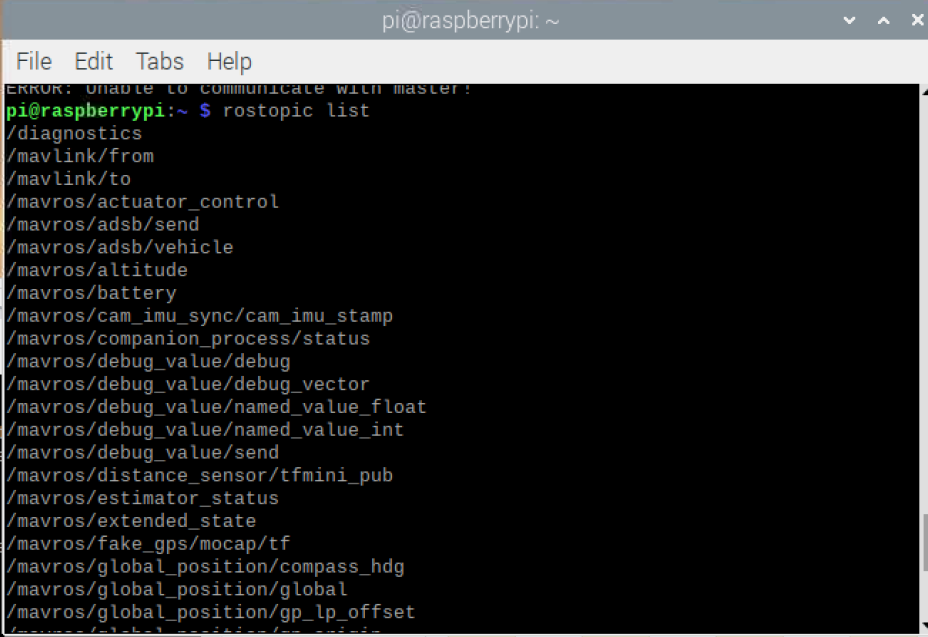 pi@raspberrypi: ~
File Edit Tabs Help
ERROR: Unable to communicate with master!
pi@raspberrypi:~ $ rostopic list
/diagnostics
/mavlink/from
/mavlink/to
/mavros/actuator_control
/mavros/adsb/send
/mavros/adsb/vehicle
/mavros/altitude
/mavros/battery
/mavros/cam_imu_sync/cam_imu_stamp
/mavros/companion_process/status
/mavros/debug_value/debug
/mavros/debug_value/debug_vector
/mavros/debug_value/named_value_float
/mavros/debug_value/named_value_int
/mavros/debug_value/send
/mavros/distance_sensor/tfmini_pub
/mavros/estimator_status
/mavros/extended_state
/mavros/fake_gps/mocap/tf
/mavros/global_position/compass_hdg
/mavros/global_position/global
/mavros/global_position/gp_lp_offset
/mavros/global_position/gp_origin